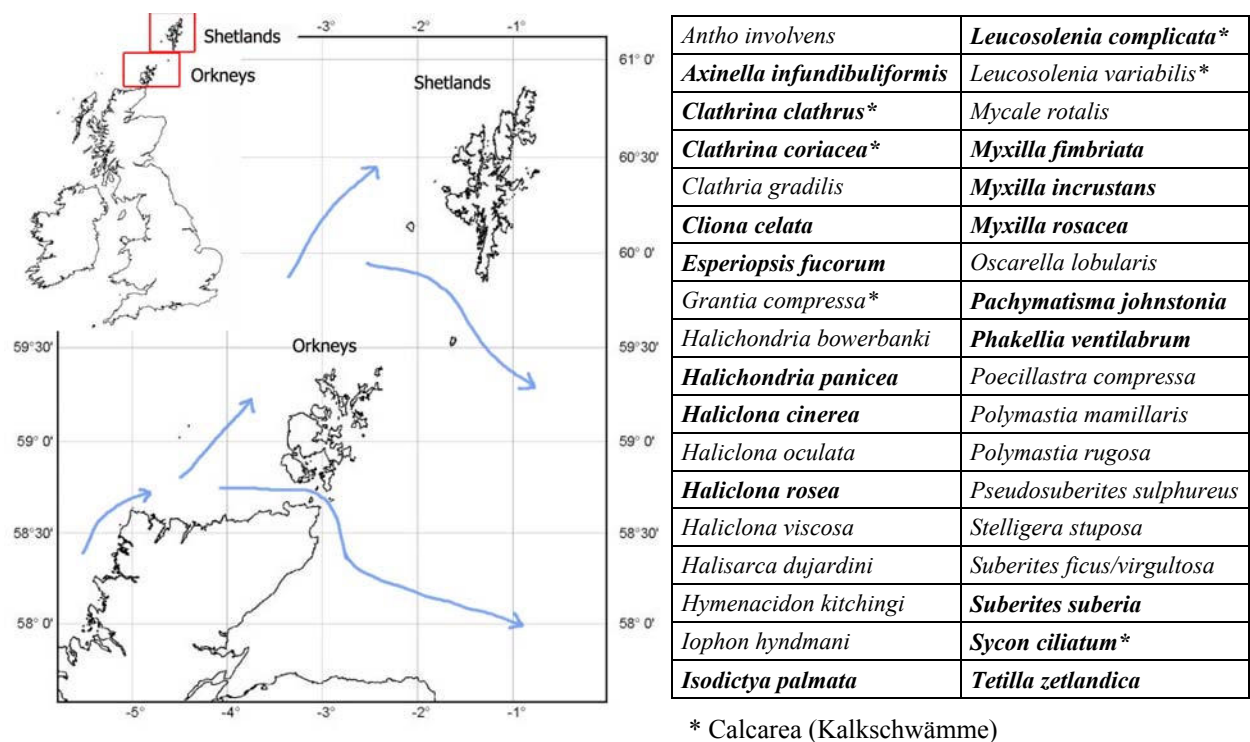 -4° -3° -2° -1°
Shetlands
Orkneys
61° 0'
Shetlands
60°30'
60° 0'
59°30' 59°30'
Orkneys
59° 0' 59° 0'
58°30' 58°30'
58° 0' 58° 0'
-5° -4° -3° -2° -1°
Antho involvens Leucosolenia complicata*
Axinella infundibuliformis Leucosolenia variabilis*
Clathrina clathrus* Mycale rotalis
Clathrina coriacea* Myxilla fimbriata
Clathria gradilis Myxilla incrustans
Cliona celata Myxilla rosacea
Esperiopsis fucorum Oscarella lobularis
Grantia compressa* Pachymatisma johnstonia
Halichondria bowerbanki Phakellia ventilabrum
Halichondria panicea Poecillastra compressa
Haliclona cinerea Polymastia mamillaris
Haliclona oculata Polymastia rugosa
Haliclona rosea Pseudosuberites sulphureus
Haliclona viscosa Stelligera stuposa
Halisarca dujardini Suberites ficus/virgultosa
Hymenacidon kitchingi Suberites suberia
Iophon hyndmani Sycon ciliatum*
Isodictya palmata Tetilla zetlandica
* Calcarea (Kalkschwämme)